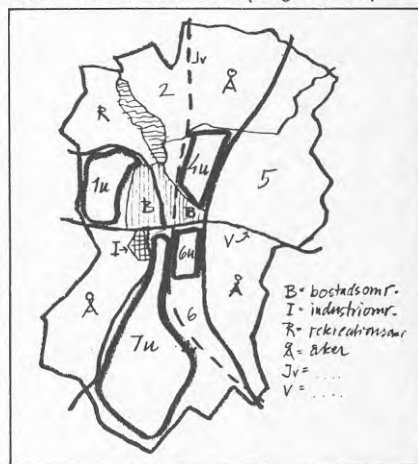 Jv
2
Å
R
4u
1u
5
B
B
I→
V→
6u
Å
Å
6
7u
B = bostadsomr.
I = industriomr.
R = rekreationsomr
Å = åker
Jv = ....
V = ....